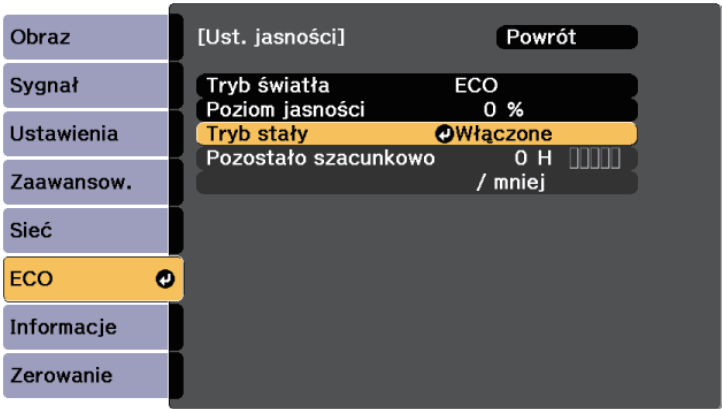 Obraz
Sygnał
Ustawienia
Zaawansow.
Sieć
ECO
Informacje
Zerowanie
[Ust. jasności] Powrót
Tryb światła ECO
Poziom jasności 0 %
Tryb stały Włączone
Pozostało szacunkowo 0 H
/ mniej